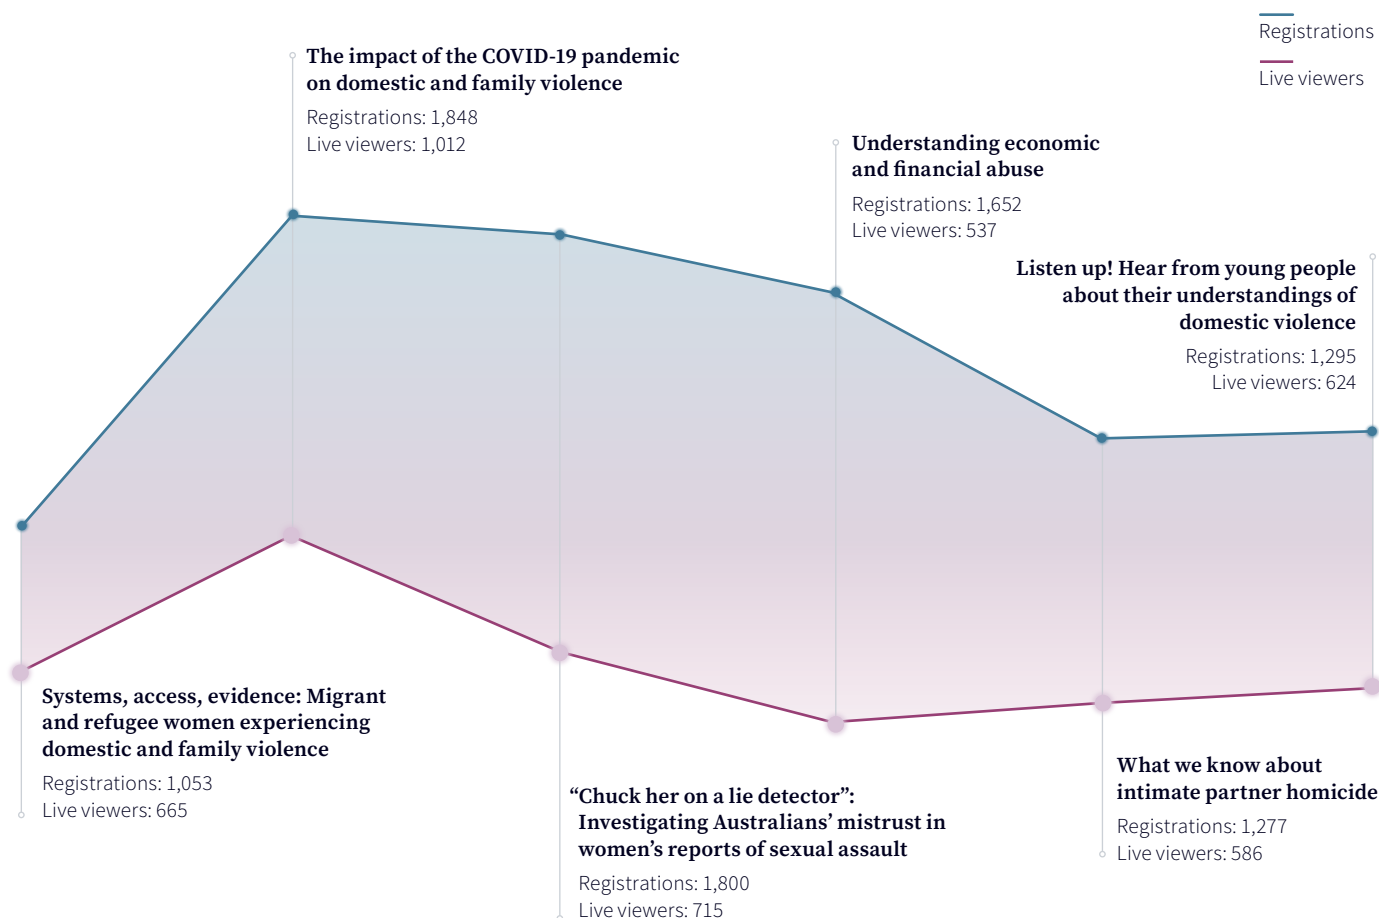 Registrations
Live viewers
The impact of the COVID-19 pandemic
on domestic and family violence
Registrations: 1,848
Live viewers: 1,012
Understanding economic
and financial abuse
Registrations: 1,652
Live viewers: 537
Listen up! Hear from young people
about their understandings of
domestic violence
Registrations: 1,295
Live viewers: 624
Systems, access, evidence: Migrant
and refugee women experiencing
domestic and family violence
Registrations: 1,053
Live viewers: 665
“Chuck her on a lie detector”:
Investigating Australians’ mistrust in
women’s reports of sexual assault
Registrations: 1,800
Live viewers: 715
What we know about
intimate partner homicide
Registrations: 1,277
Live viewers: 586